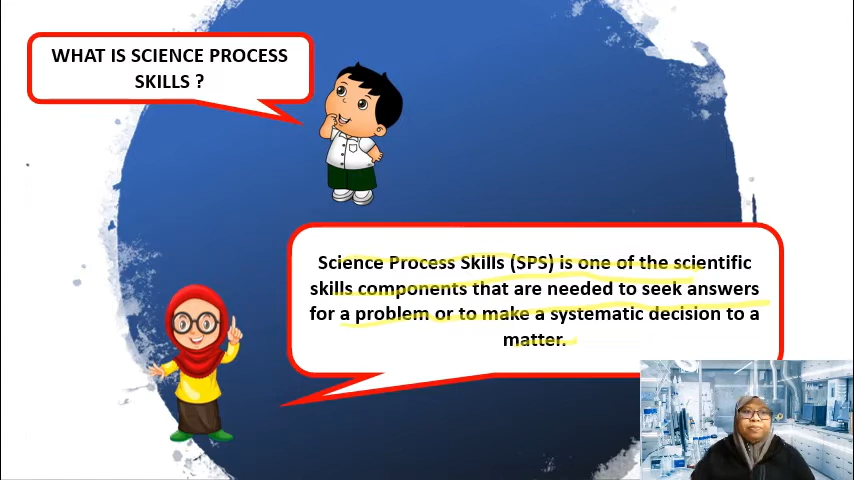 WHAT IS SCIENCE PROCESS
SKILLS ?
Science Process Skills (SPS) is one of the scientific
skills components that are needed to seek answers
for a problem or to make a systematic decision to a
matter.